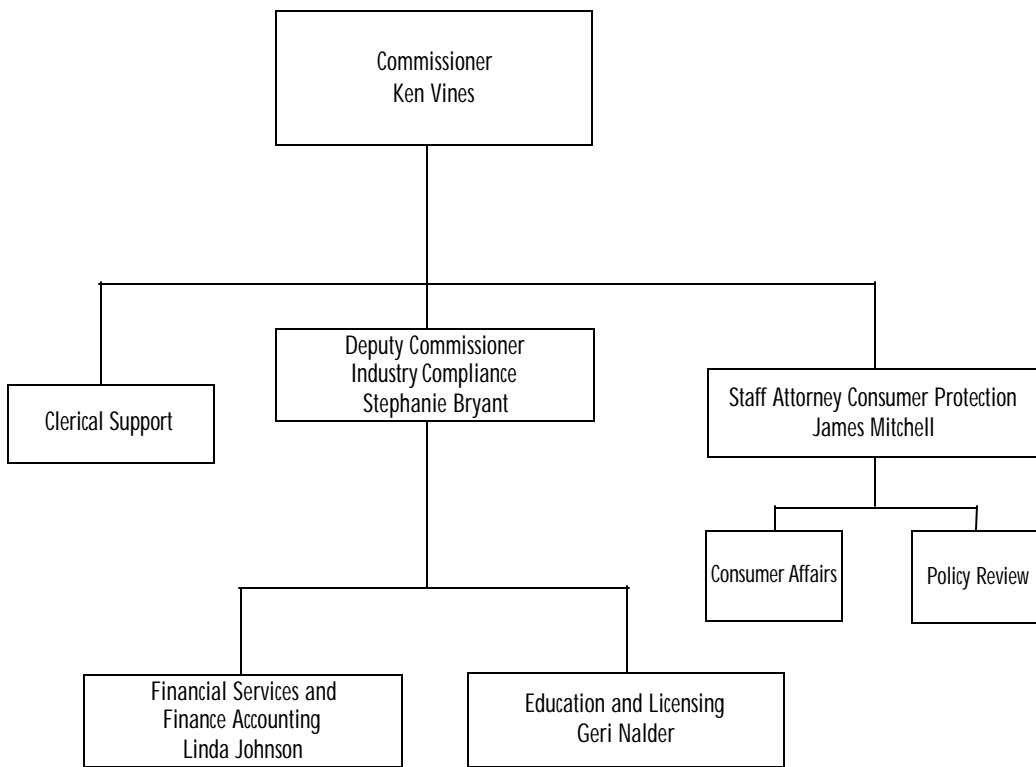 Commissioner
Ken Vines
Deputy Commissioner
Industry Compliance
Stephanie Bryant
Clerical Support
Staff Attorney Consumer Protection
James Mitchell
Consumer Affairs
Policy Review
Financial Services and
Finance Accounting
Linda Johnson
Education and Licensing
Geri Nalder